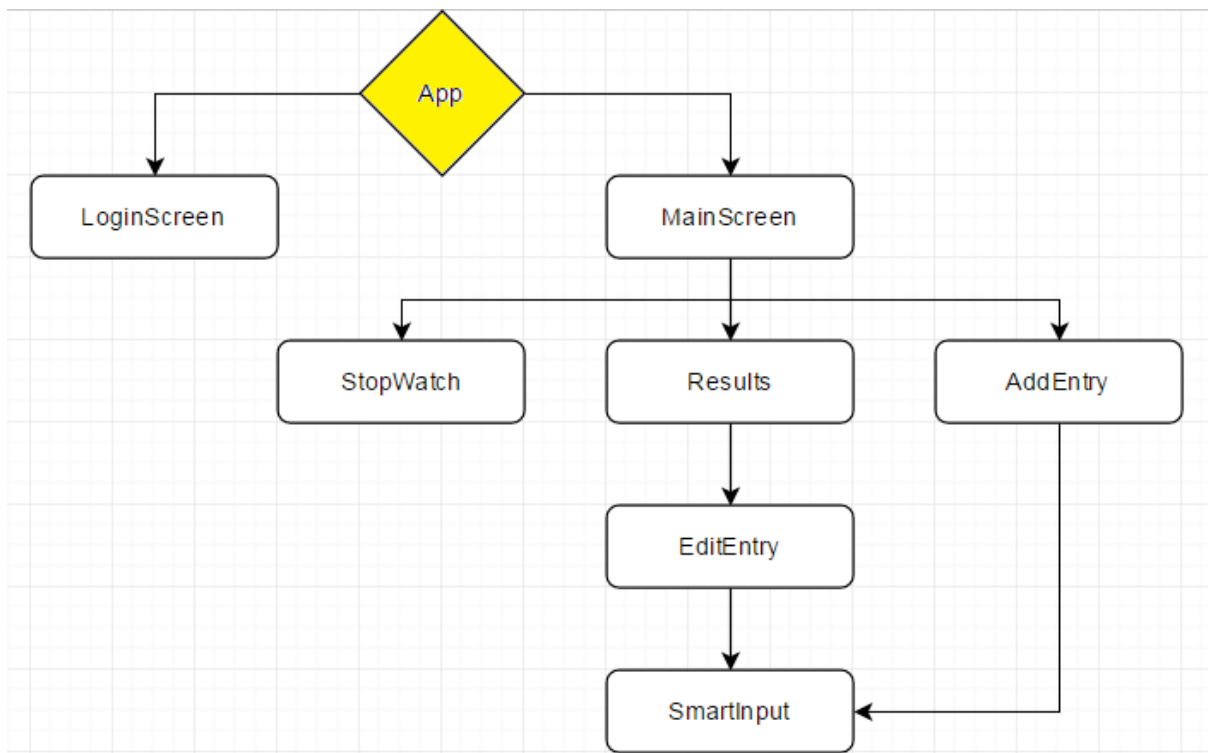 App
LoginScreen
MainScreen
StopWatch
Results
AddEntry
EditEntry
SmartInput